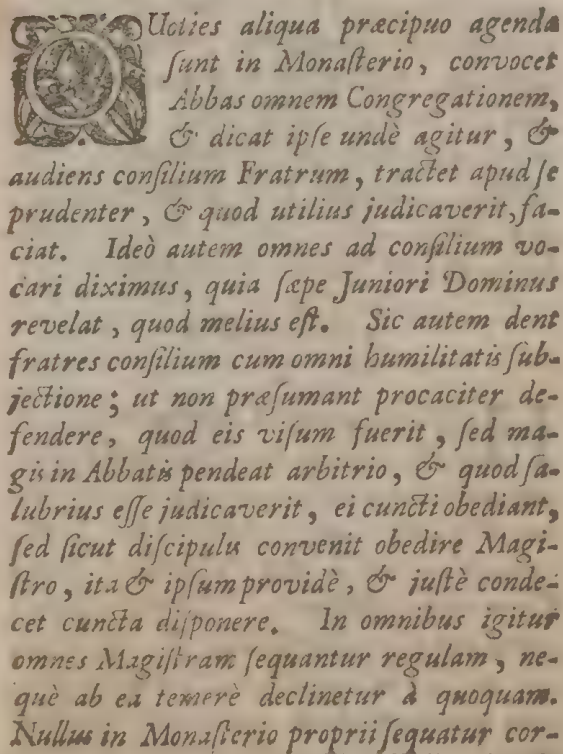 QUoties aliqua præcipuo agenda
ſunt in Monaſterio, convocet
Abbas omnem Congregationem,
& dicat ipſe undè agitur, &
audiens conſilium Fratrum, tractet apud ſe
prudenter, & quod utilius judicaverit, fa-
ciat. Ideò autem omnes ad conſilium vo-
cari diximus, quia ſæpe Juniori Dominus
revelat, quod melius eſt. Sic autem dent
fratres conſilium cum omni humilitatis ſub-
jectione; ut non præſumant procaciter de-
fendere, quod eis viſum fuerit, ſed ma-
gis in Abbatis pendeat arbitrio, & quod ſa-
lubrius eſſe judicaverit, ei cuncti obediant,
ſed ſicut diſcipulis convenit obedire Magi-
ſtro, ita & ipſum providè, & juſtè conde-
cet cuncta diſponere. In omnibus igitur
omnes Magiſtram ſequantur regulam, ne-
què ab ea temerè declinetur à quoquam.
Nullus in Monaſterio proprii ſequatur cor-